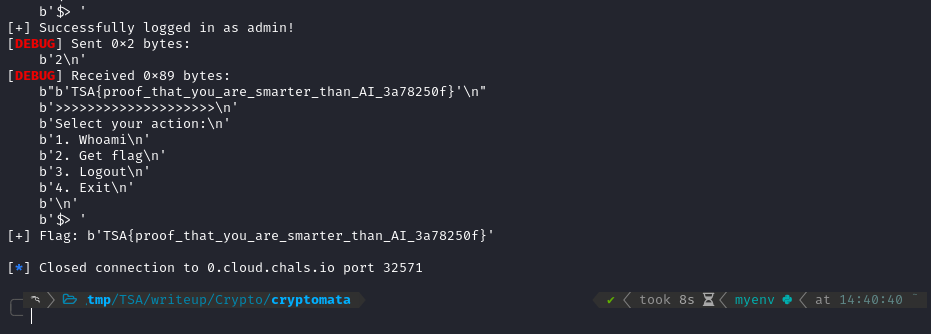 b'$> '
[+] Successfully logged in as admin!
[DEBUG] Sent 0×2 bytes:
b'2\n'
[DEBUG] Received 0×89 bytes:
b"b'TSA{proof_that_you_are_smarter_than_AI_3a78250f}'\n"
b'>>>>>>>>>>>>>>>>>>>>\n'
b'Select your action:\n'
b'1. Whoami\n'
b'2. Get flag\n'
b'3. Logout\n'
b'4. Exit\n'
b'\n'
b'$> '
[+] Flag: b'TSA{proof_that_you_are_smarter_than_AI_3a78250f}'
[*] Closed connection to 0.cloud.chals.io port 32571
tmp/TSA/writeup/Crypto/cryptomata ✔ took 8s myenv at 14:40:40